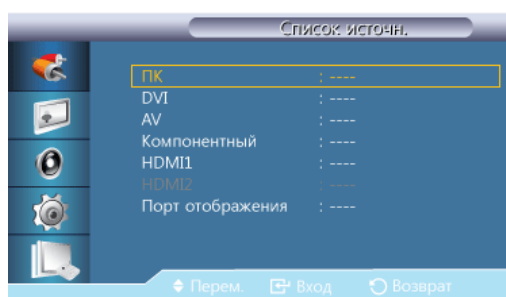 Список источн.
ПК : ----
DVI : ----
AV : ----
Компонентный : ----
HDMI1 : ----
HDMI2 : ----
Порт отображения : ----
Перем. Вход Возврат